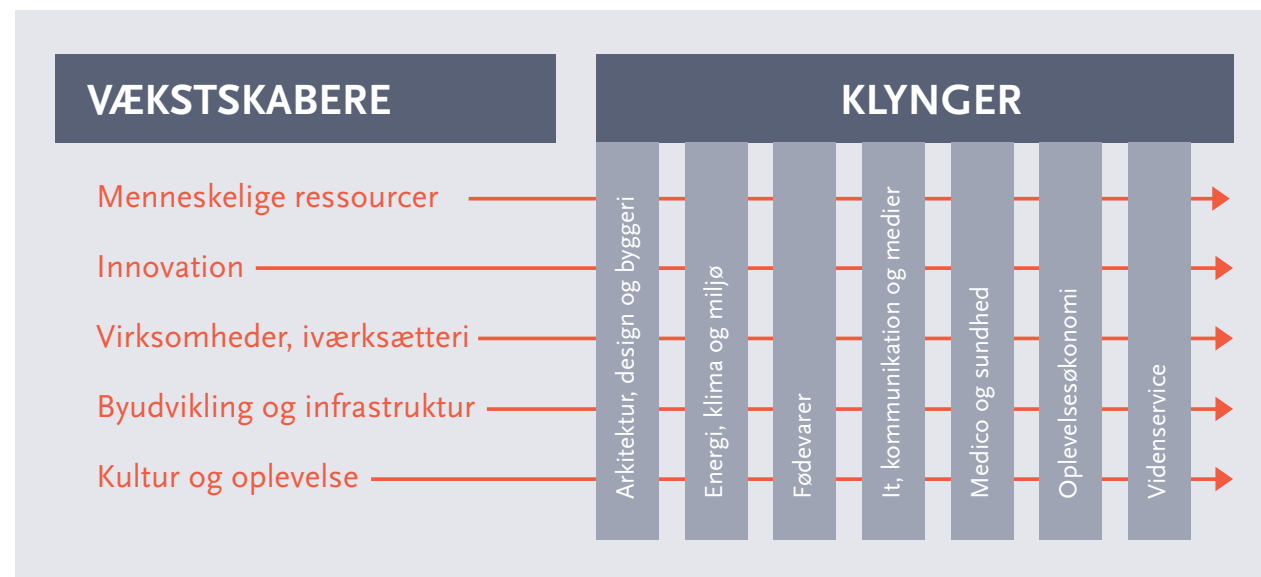 VÆKSTSKABERE
Menneskelige ressourcer
Innovation
Virksomheder, iværksætteri
Byudvikling og infrastruktur
Kultur og oplevelse
KLYNGER
Arkitektur, design og byggeri
Energi, klima og miljø
Fødevarer
It, kommunikation og medier
Medico og sundhed
Oplevelsesøkonomi
Videnservice